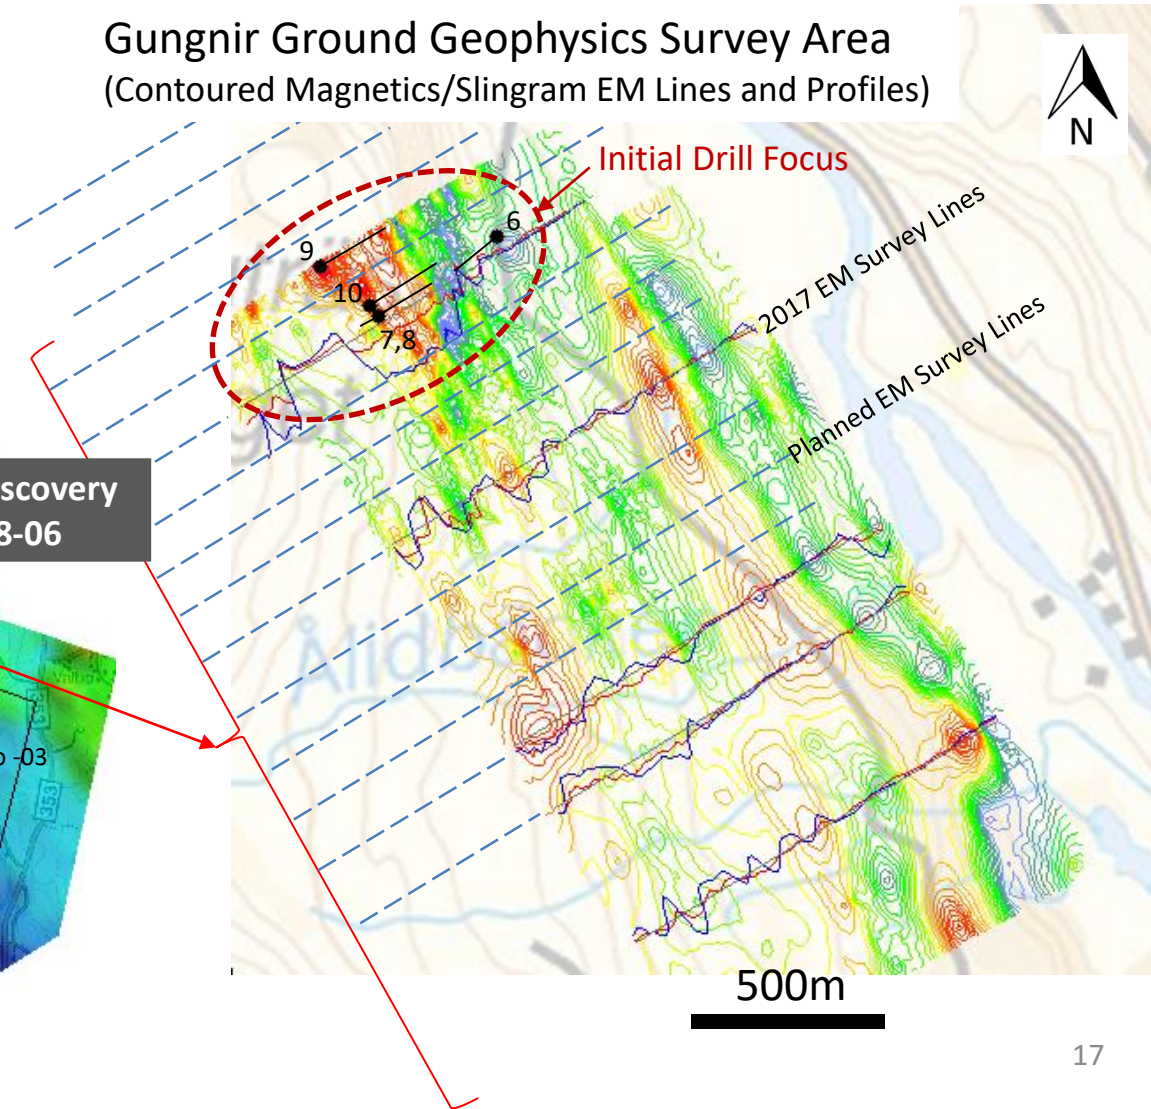 Gungnir Ground Geophysics Survey Area
(Contoured Magnetics/Slingram EM Lines and Profiles)
N
Initial Drill Focus
6
9
10
7,8
2017 EM Survey Lines
Planned EM Survey Lines
scovery
8-06
-03
353
500m
17